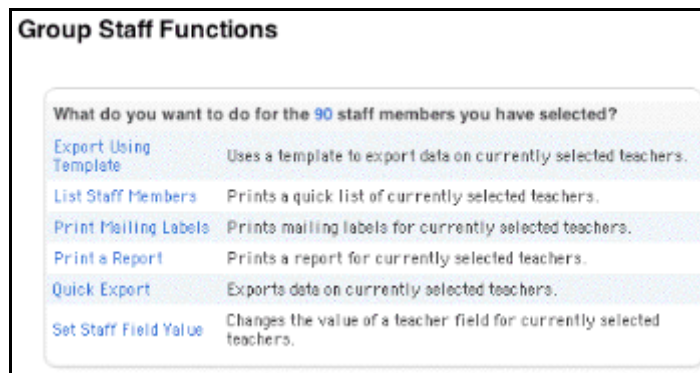 Group Staff Functions
What do you want to do for the 90 staff members you have selected?
Export Using
Template
Uses a template to export data on currently selected teachers.
List Staff Members Prints a quick list of currently selected teachers.
Print Mailing Labels Prints mailing labels for currently selected teachers.
Print a Report Prints a report for currently selected teachers.
Quick Export Exports data on currently selected teachers.
Set Staff Field Value
Changes the value of a teacher field for currently selected
teachers.